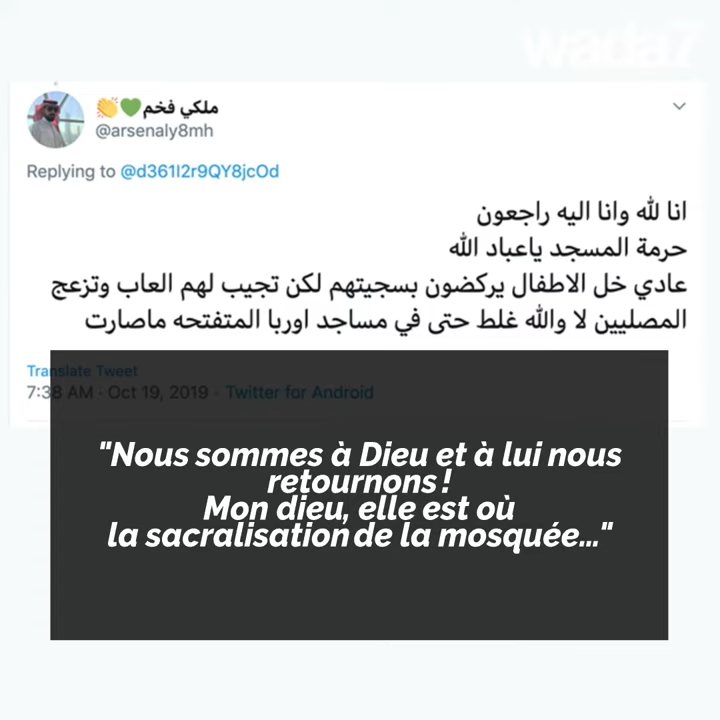 wada7
ملكي فخم💚👏
@arsenaly8mh
Replying to @d361l2r9QY8jcOd
انا لله وانا اليه راجعون
حرمة المسجد ياعباد الله
عادي خل الاطفال يركضون بسجيتهم لكن تجيب لهم العاب وتزعج
المصليين لا والله غلط حتى في مساجد اوربا المتفتحه ماصارت
Translate Tweet
7:38 AM · Oct 19, 2019 · Twitter for Android
"Nous sommes à Dieu et à lui nous
retournons !
Mon dieu, elle est où
la sacralisation de la mosquée..."